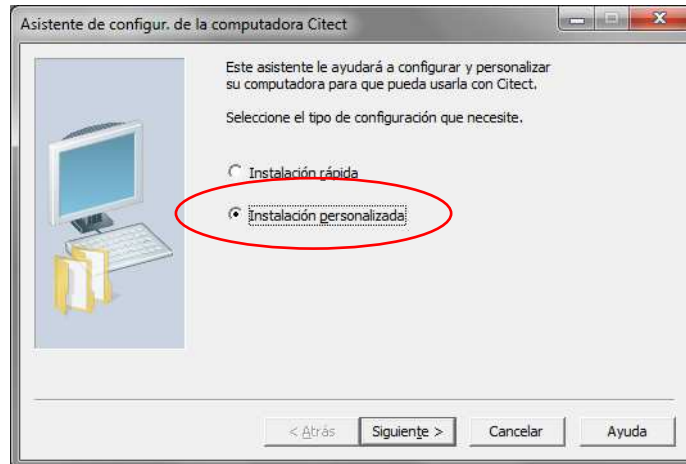 Asistente de configur. de la computadora Citect
Este asistente le ayudará a configurar y personalizar
su computadora para que pueda usarla con Citect.
Seleccione el tipo de configuración que necesite.
Instalación rápida
Instalación personalizada
< Atrás Siguiente > Cancelar Ayuda